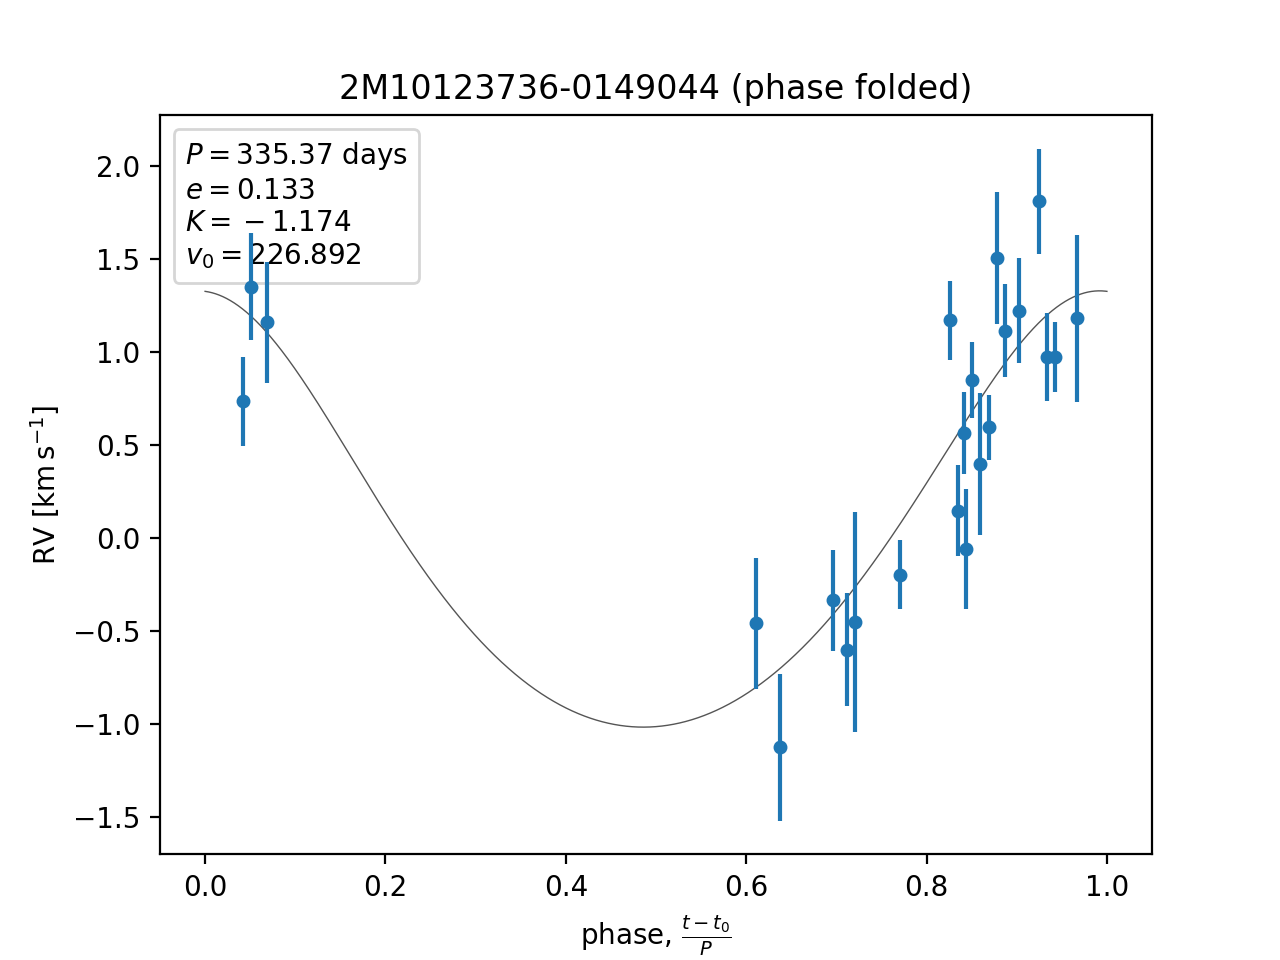 2M10123736-0149044 (phase folded)
P = 335.37 days
e = 0.133
K = −1.174
v₀ = 226.892
2.0
1.5
1.0
0.5
0.0
−0.5
−1.0
−1.5
RV [km s⁻¹]
0.0 0.2 0.4 0.6 0.8 1.0
phase, (t − t₀)/P